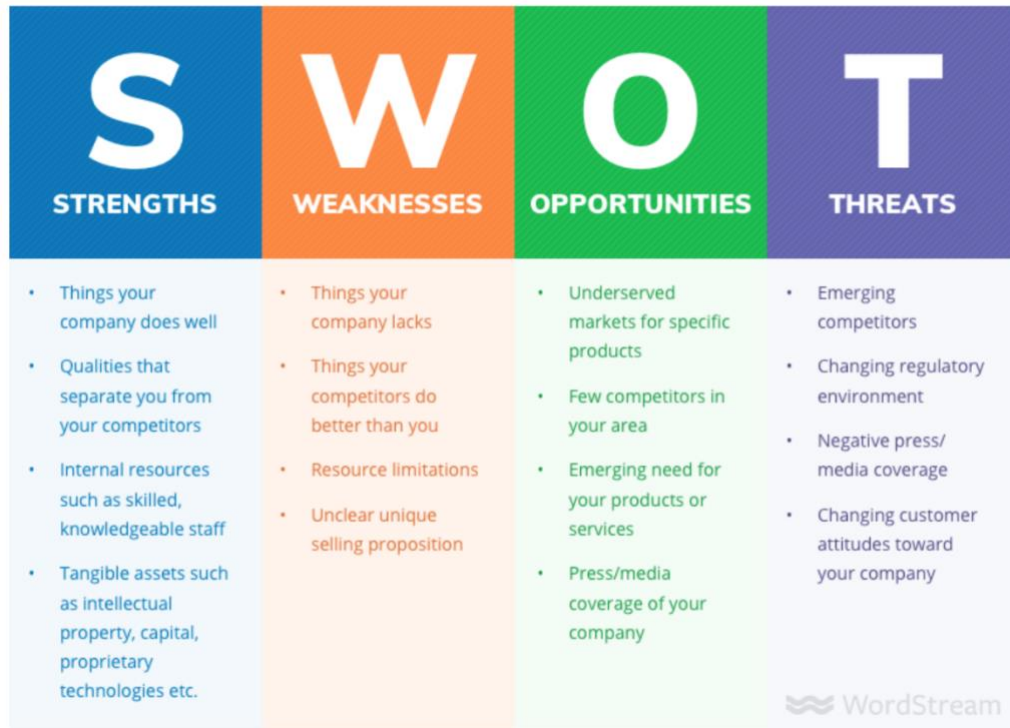 S
STRENGTHS
• Things your
company does well
• Qualities that
separate you from
your competitors
• Internal resources
such as skilled,
knowledgeable staff
• Tangible assets such
as intellectual
property, capital,
proprietary
technologies etc.
W
WEAKNESSES
• Things your
company lacks
• Things your
competitors do
better than you
• Resource limitations
• Unclear unique
selling proposition
O
OPPORTUNITIES
• Underserved
markets for specific
products
• Few competitors in
your area
• Emerging need for
your products or
services
• Press/media
coverage of your
company
T
THREATS
• Emerging
competitors
• Changing regulatory
environment
• Negative press/
media coverage
• Changing customer
attitudes toward
your company
WordStream